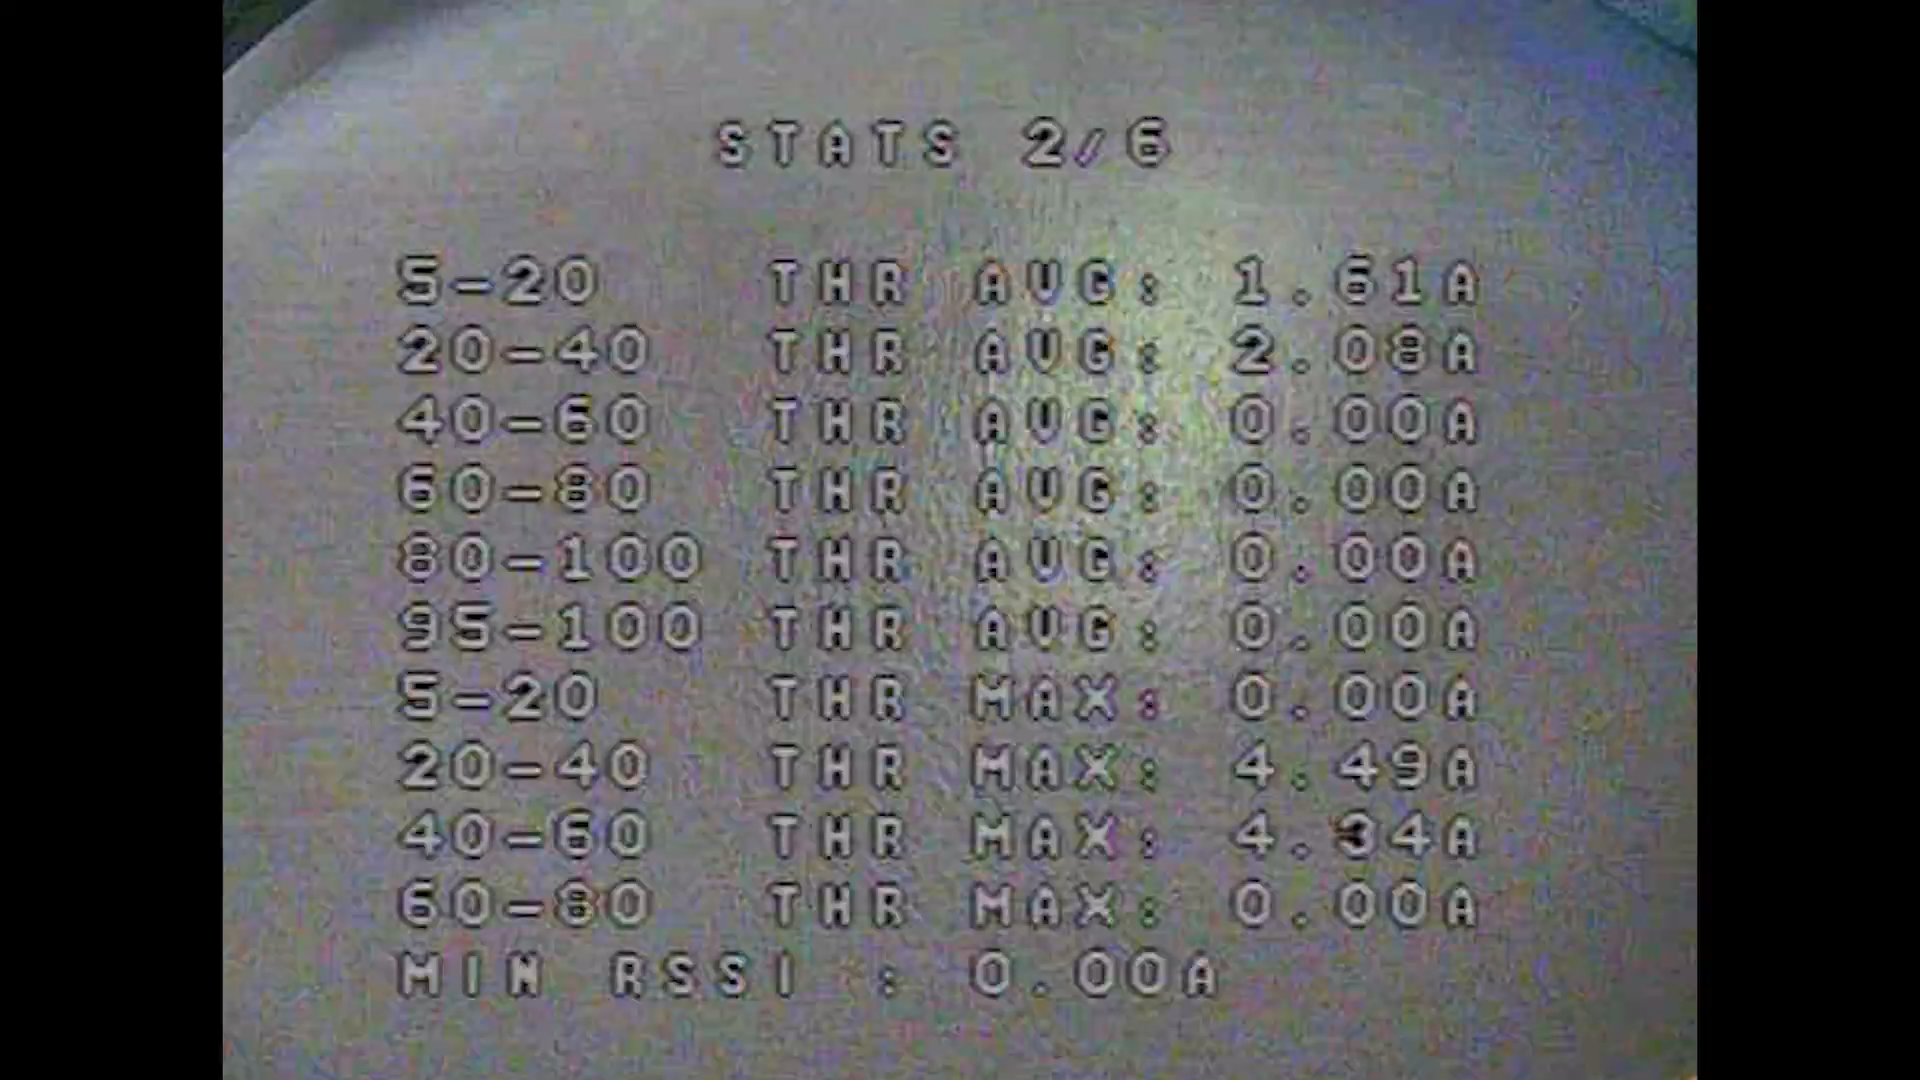 STATS 2/6
5-20 THR AVG: 1.61A
20-40 THR AVG: 2.08A
40-60 THR AVG: 0.00A
60-80 THR AVG: 0.00A
80-100 THR AVG: 0.00A
95-100 THR AVG: 0.00A
5-20 THR MAX: 0.00A
20-40 THR MAX: 4.49A
40-60 THR MAX: 4.34A
60-80 THR MAX: 0.00A
MIN RSSI : 0.00A